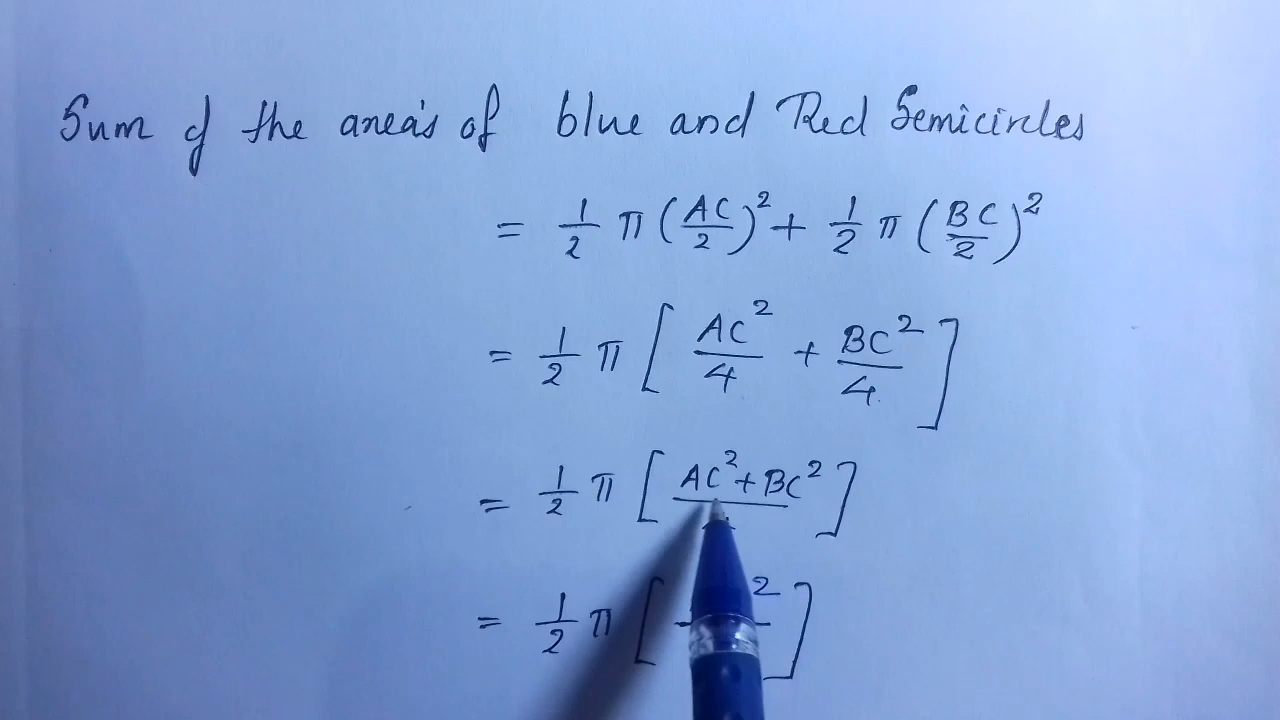 Sum of the area's of blue and Red Semicircles
= 1/2 π (AC/2)² + 1/2 π (BC/2)²
= 1/2 π [ AC²/4 + BC²/4 ]
= 1/2 π [ AC² + BC² ]
= 1/2 π [ ² ]